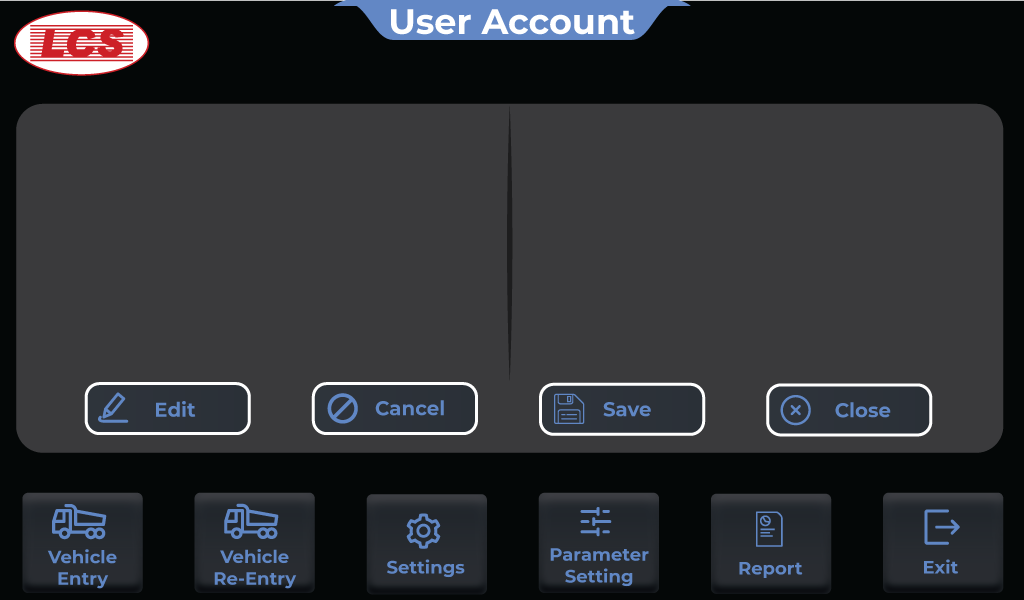 User Account
LCS
Edit
Cancel
Save
Close
Vehicle
Entry
Vehicle
Re-Entry
Settings
Parameter
Setting
Report
Exit